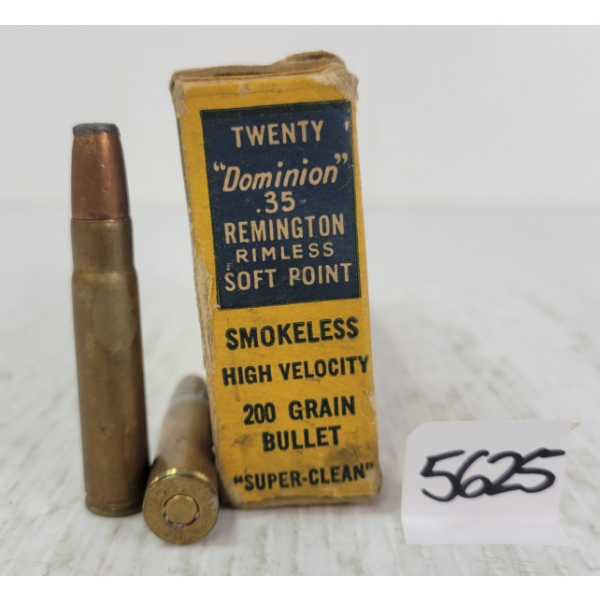 TWENTY
"Dominion"
.35
REMINGTON
RIMLESS
SOFT POINT
SMOKELESS
HIGH VELOCITY
200 GRAIN
BULLET
"SUPER-CLEAN"
5625